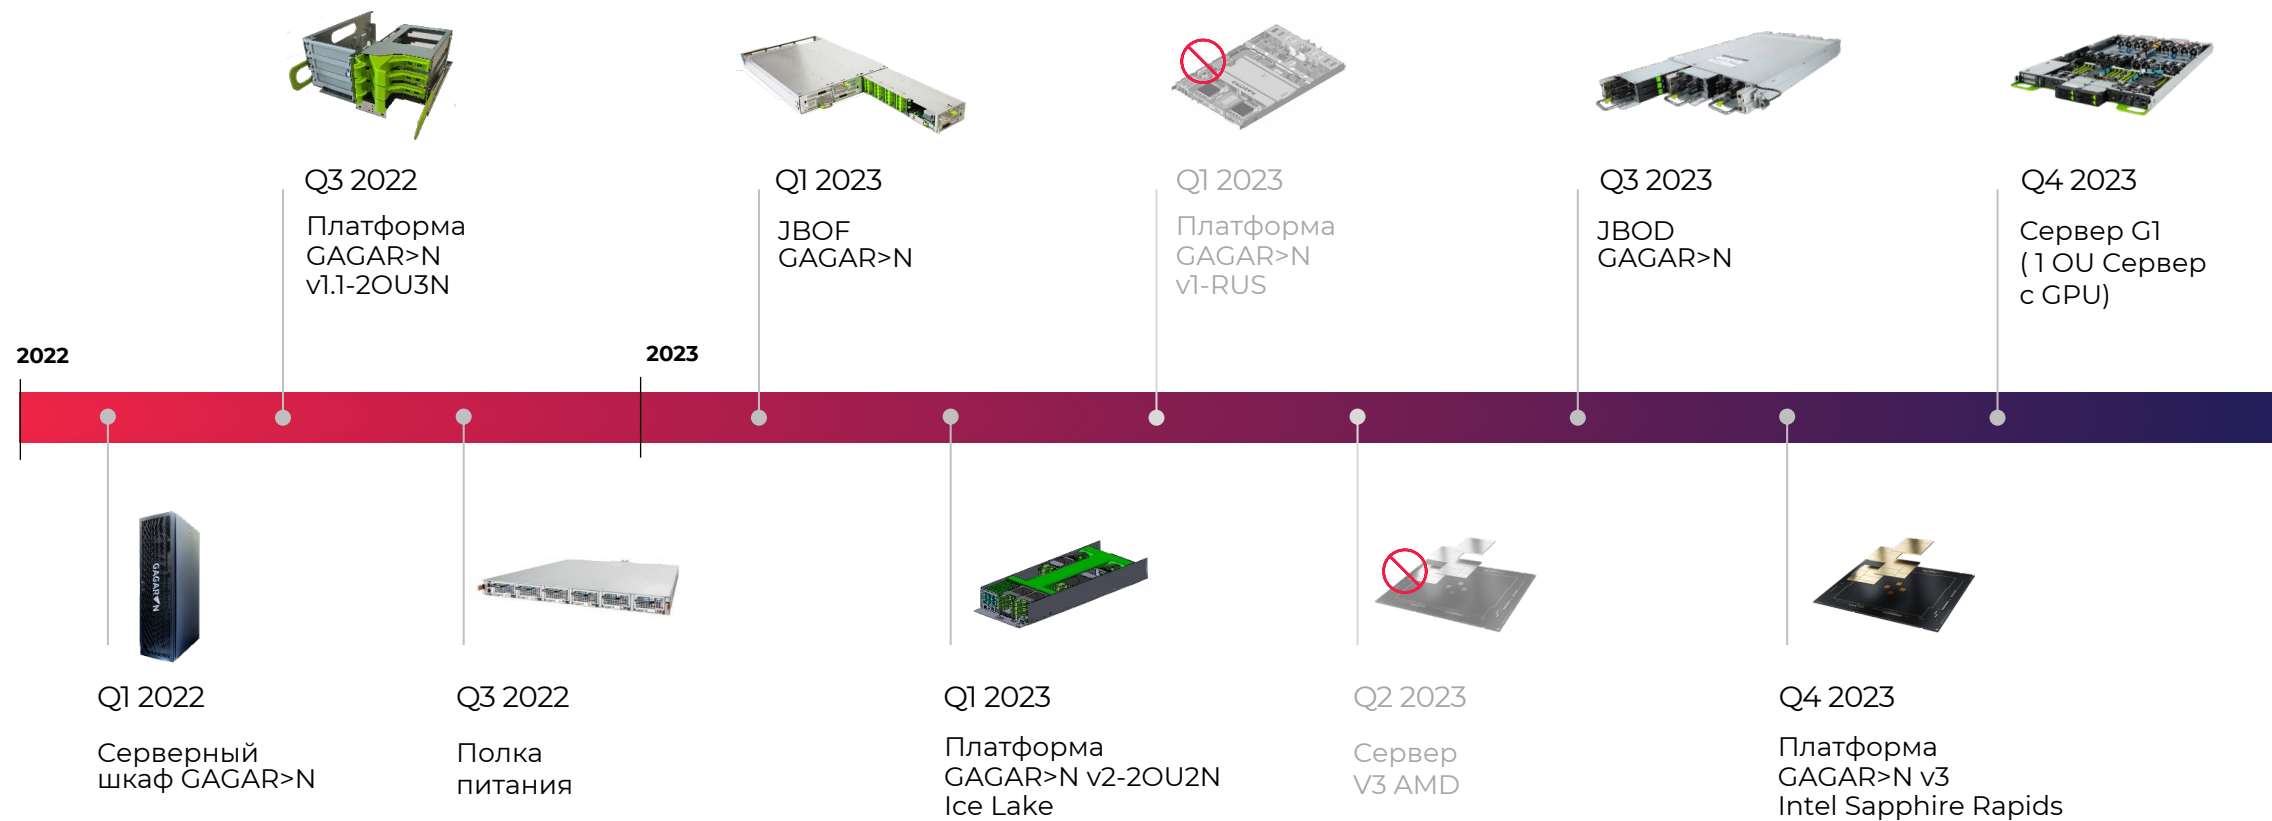 Q3 2022
Платформа
GAGAR>N
v1.1-2OU3N
Q1 2023
JBOF
GAGAR>N
Q1 2023
Платформа
GAGAR>N
v1-RUS
Q3 2023
JBOD
GAGAR>N
Q4 2023
Сервер G1
( 1 OU Сервер
с GPU)
2022
2023
GAGAR>N
Q1 2022
Серверный
шкаф GAGAR>N
Q3 2022
Полка
питания
Q1 2023
Платформа
GAGAR>N v2-2OU2N
Ice Lake
Q2 2023
Сервер
V3 AMD
Q4 2023
Платформа
GAGAR>N v3
Intel Sapphire Rapids